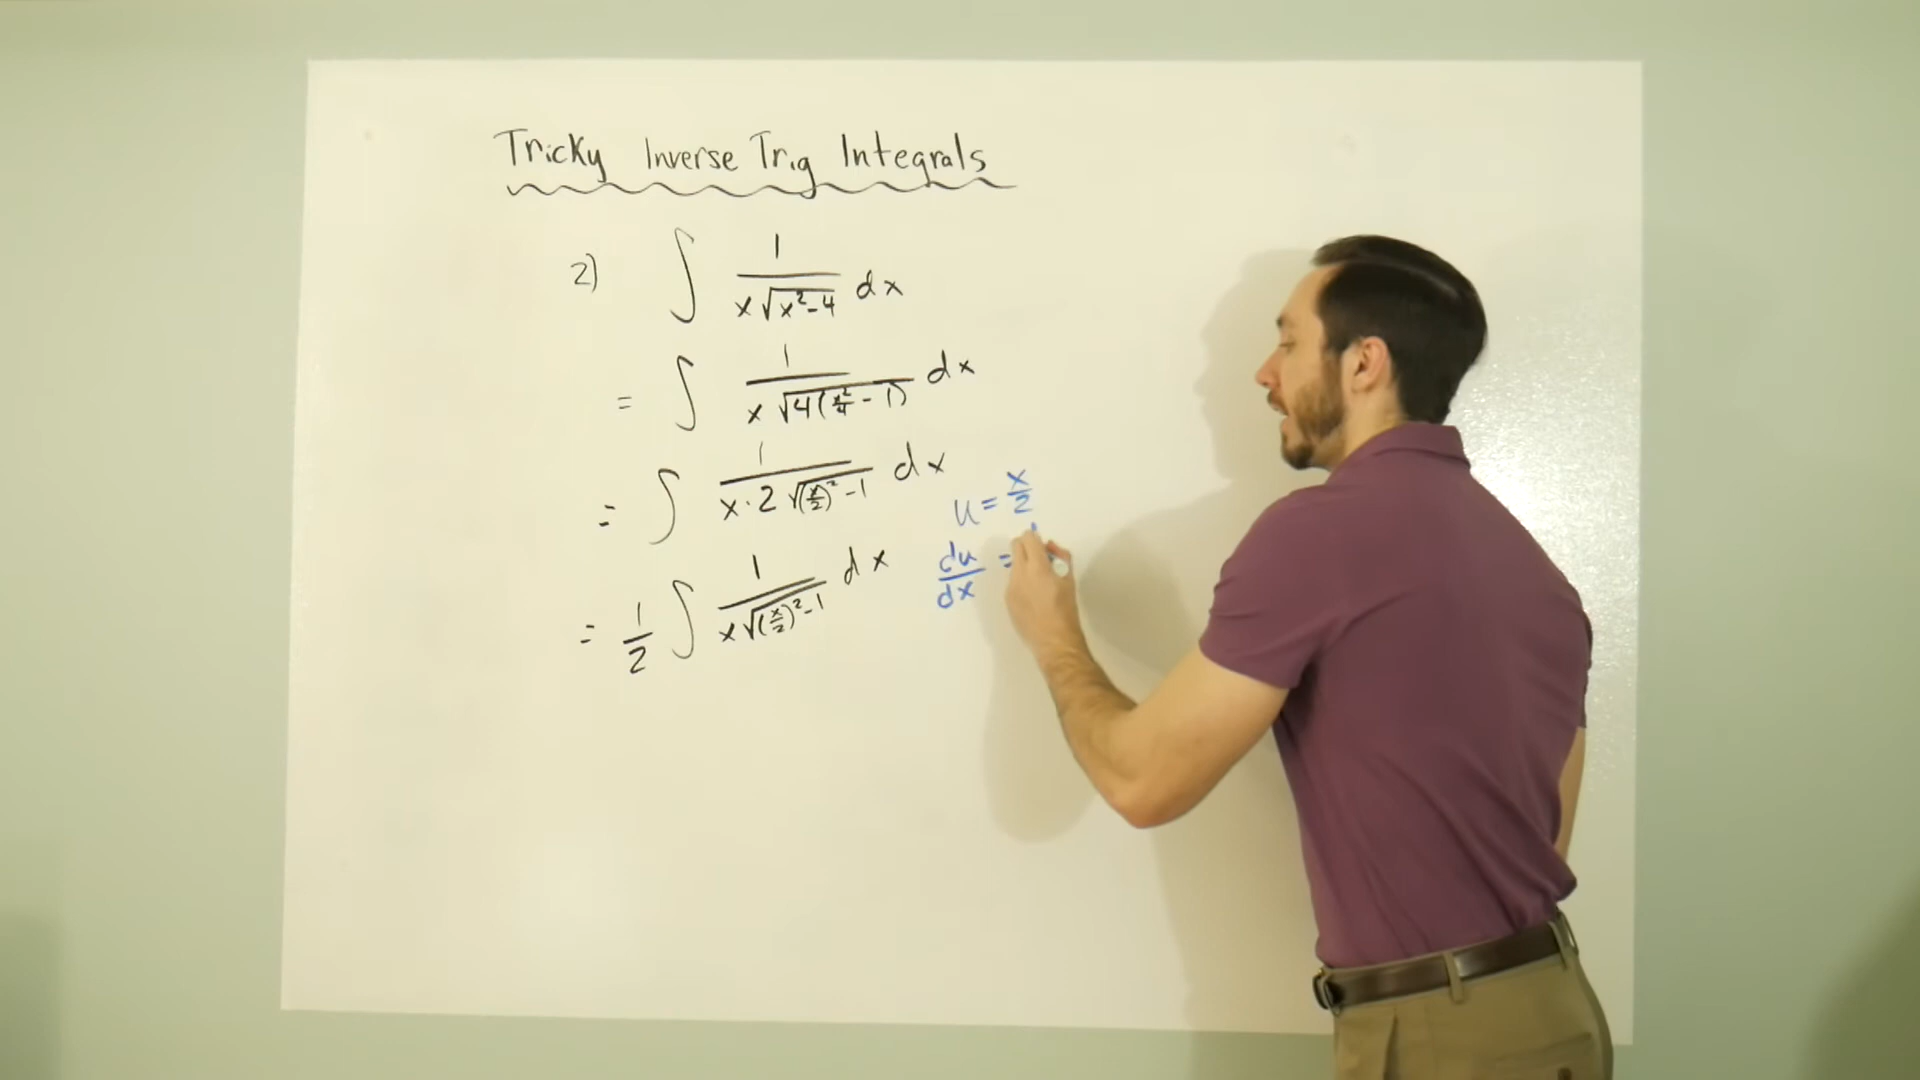 Tricky Inverse Trig Integrals
2) ∫ 1/(x√(x²-4)) dx
= ∫ 1/(x√(4(x²/4 - 1))) dx
= ∫ 1/(x·2√((x/2)²-1)) dx
u = x/2
= 1/2 ∫ 1/(x√((x/2)²-1)) dx
du/dx =